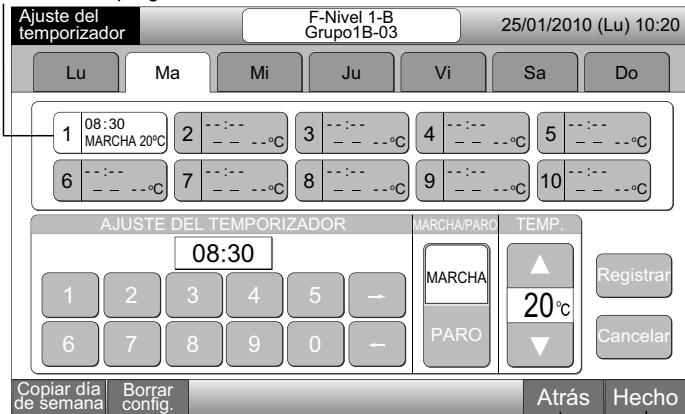 Ajuste del
temporizador
F-Nivel 1-B
Grupo1B-03
25/01/2010 (Lu) 10:20
Lu Ma Mi Ju Vi Sa Do
1 08:30 MARCHA 20ºC
2 --:-- -- --ºC
3 --:-- -- --ºC
4 --:-- -- --ºC
5 --:-- -- --ºC
6 --:-- -- --ºC
7 --:-- -- --ºC
8 --:-- -- --ºC
9 --:-- -- --ºC
10 --:-- -- --ºC
AJUSTE DEL TEMPORIZADOR MARCHA/PARO TEMP.
08:30
1 2 3 4 5 →
6 7 8 9 0 ←
MARCHA
PARO
▲
20ºC
▼
Registrar
Cancelar
Copiar día
de semana
Borrar
config.
Atrás Hecho